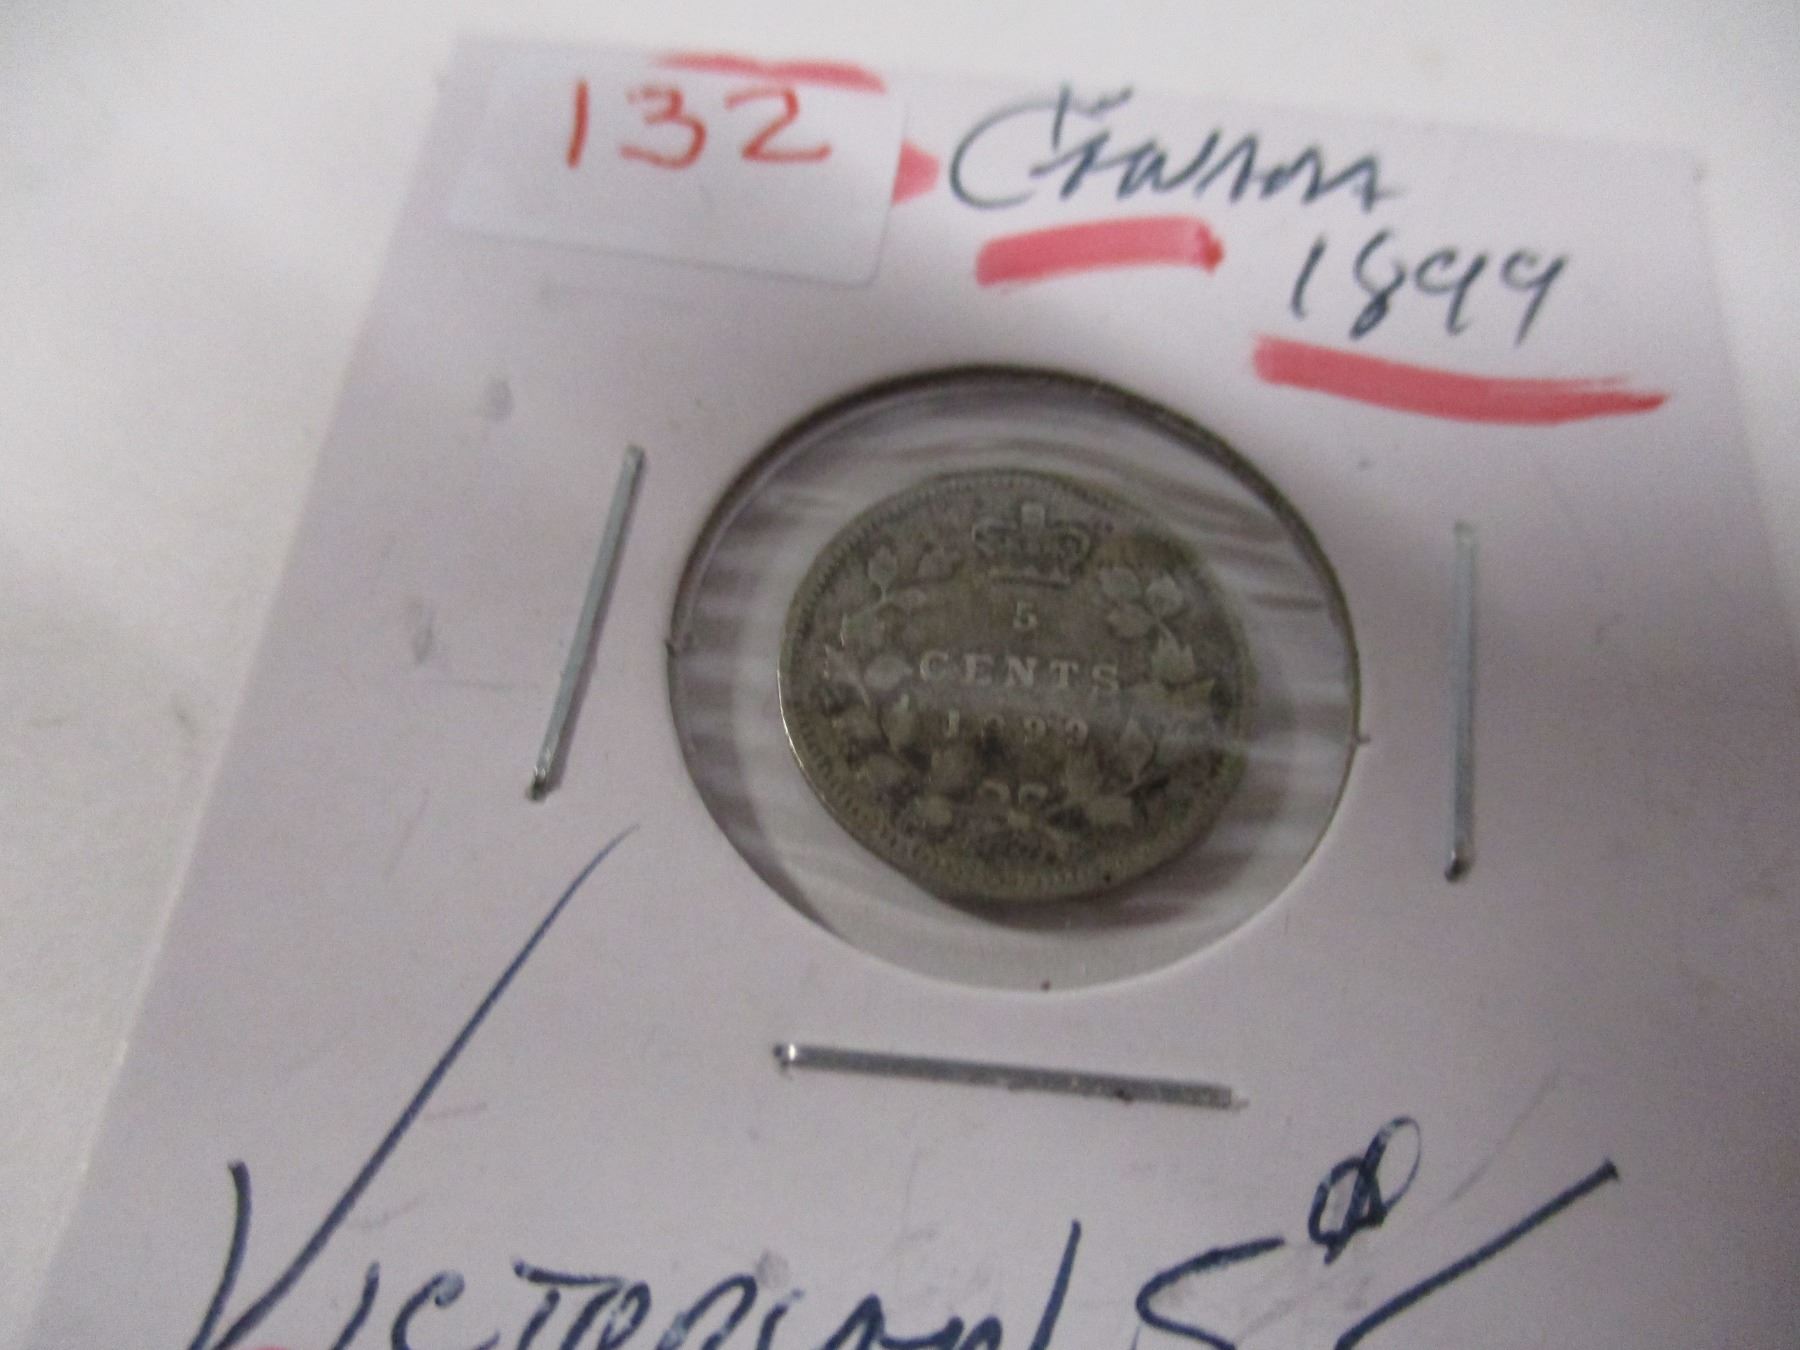 132
CANADA
1899
5
CENTS
1899
VICTORIAN 5¢